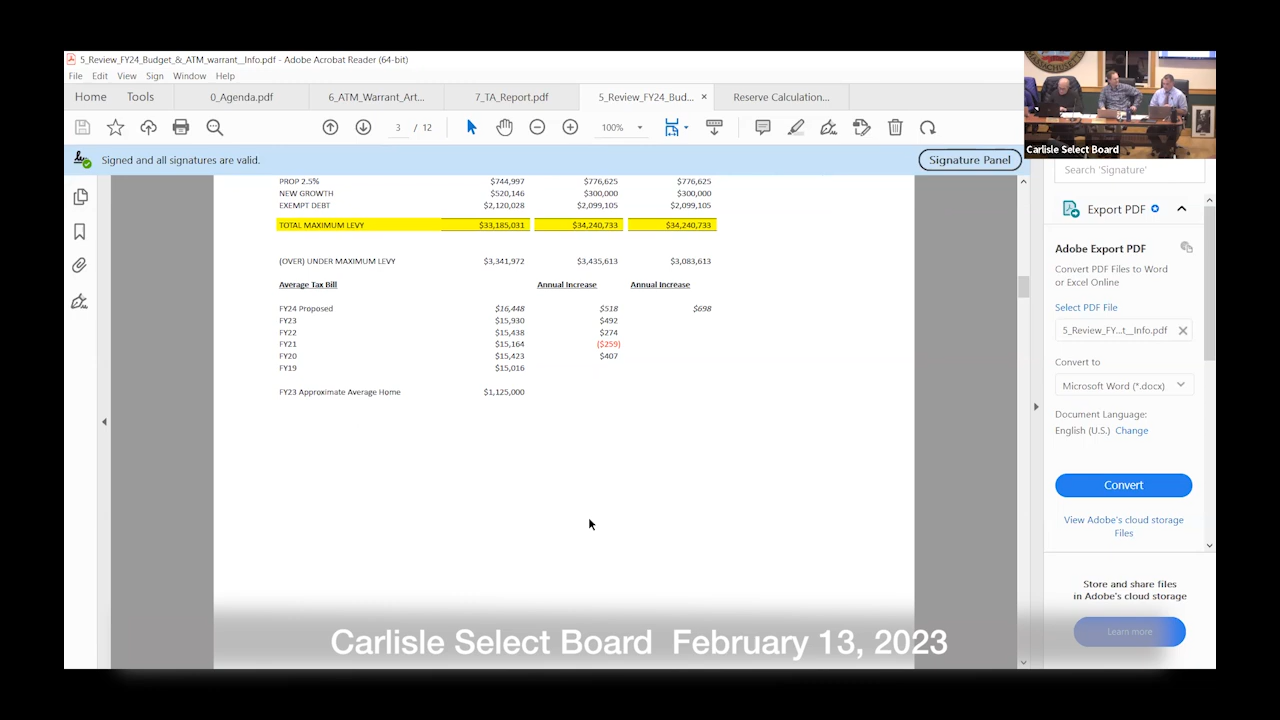 5_Review_FY24_Budget_&_ATM_warrant__Info.pdf - Adobe Acrobat Reader (64-bit)
File Edit View Sign Window Help
Home Tools 0_Agenda.pdf 6_ATM_Warrant_Art... 7_TA_Report.pdf 5_Review_FY24_Bud... × Reserve Calculation...
3 / 12 100%
Carlisle Select Board
Signed and all signatures are valid. Signature Panel
Search 'Signature'
PROP 2.5% $744,997 $776,625 $776,625
NEW GROWTH $520,146 $300,000 $300,000
EXEMPT DEBT $2,120,028 $2,099,105 $2,099,105
TOTAL MAXIMUM LEVY $33,185,031 $34,240,733 $34,240,733
(OVER) UNDER MAXIMUM LEVY $3,341,972 $3,435,613 $3,083,613
Average Tax Bill Annual Increase Annual Increase
FY24 Proposed $16,448 $518 $698
FY23 $15,930 $492
FY22 $15,438 $274
FY21 $15,164 ($259)
FY20 $15,423 $407
FY19 $15,016
FY23 Approximate Average Home $1,125,000
Export PDF
Adobe Export PDF
Convert PDF Files to Word
or Excel Online
Select PDF File
5_Review_FY...t__Info.pdf
Convert to
Microsoft Word (*.docx)
Document Language:
English (U.S.) Change
Convert
View Adobe's cloud storage
Files
Store and share files
in Adobe's cloud storage
Learn more
Carlisle Select Board February 13, 2023